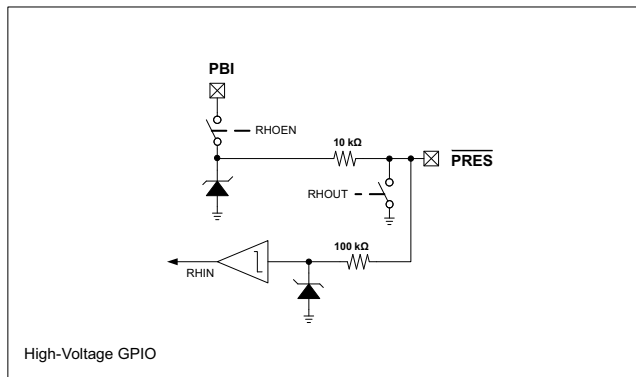 PBI
RHOEN
10 kΩ
PRES
RHOUT
100 kΩ
RHIN
High-Voltage GPIO